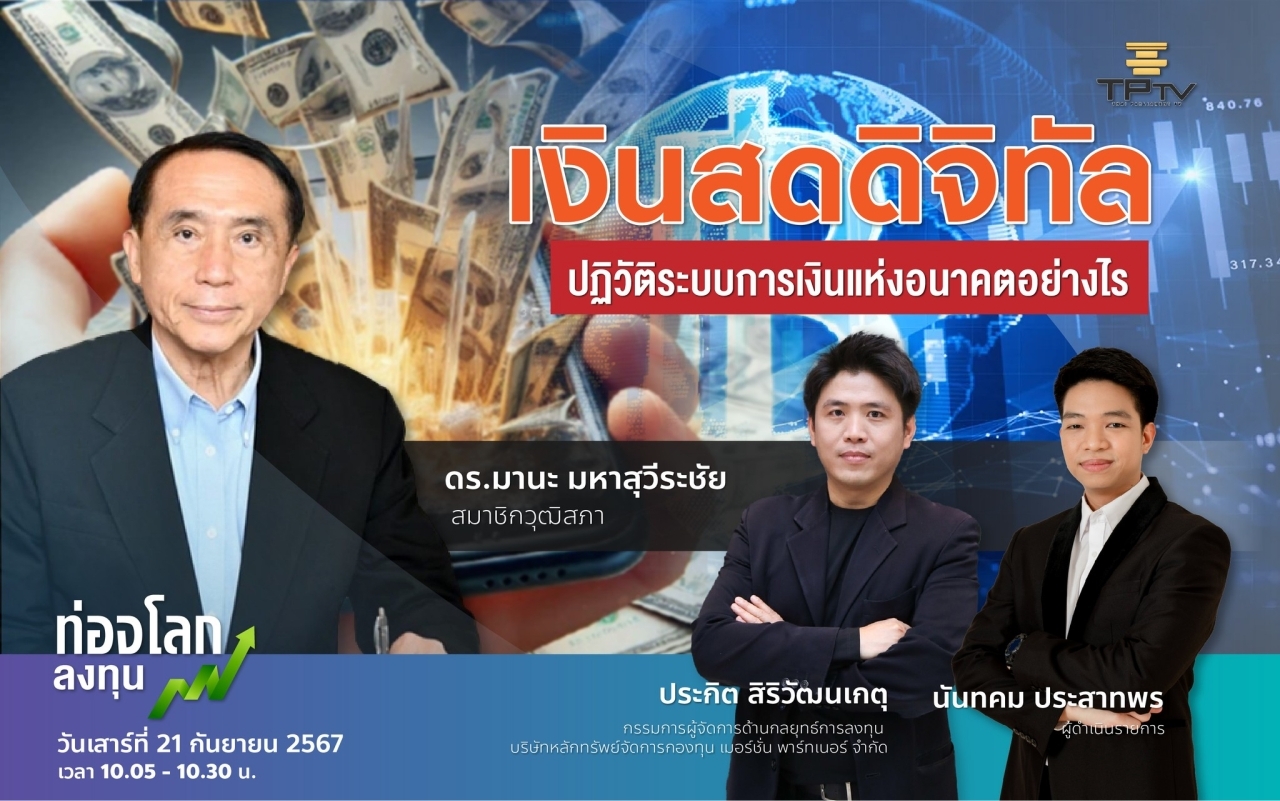 TPTV
840.76
เงินสดดิจิทัล
ปฏิวัติระบบการเงินแห่งอนาคตอย่างไร
317.34
ดร.มานะ มหาสุวีระชัย
สมาชิกวุฒิสภา
ท่องโลก
ลงทุน
วันเสาร์ที่ 21 กันยายน 2567
เวลา 10.05 - 10.30 น.
ประกิต สิริวัฒนเกตุ
กรรมการผู้จัดการด้านกลยุทธ์การลงทุน
บริษัทหลักทรัพย์จัดการกองทุน เมอร์ชั่น พาร์ทเนอร์ จำกัด
นันทคม ประสาทพร
ผู้ดำเนินรายการ